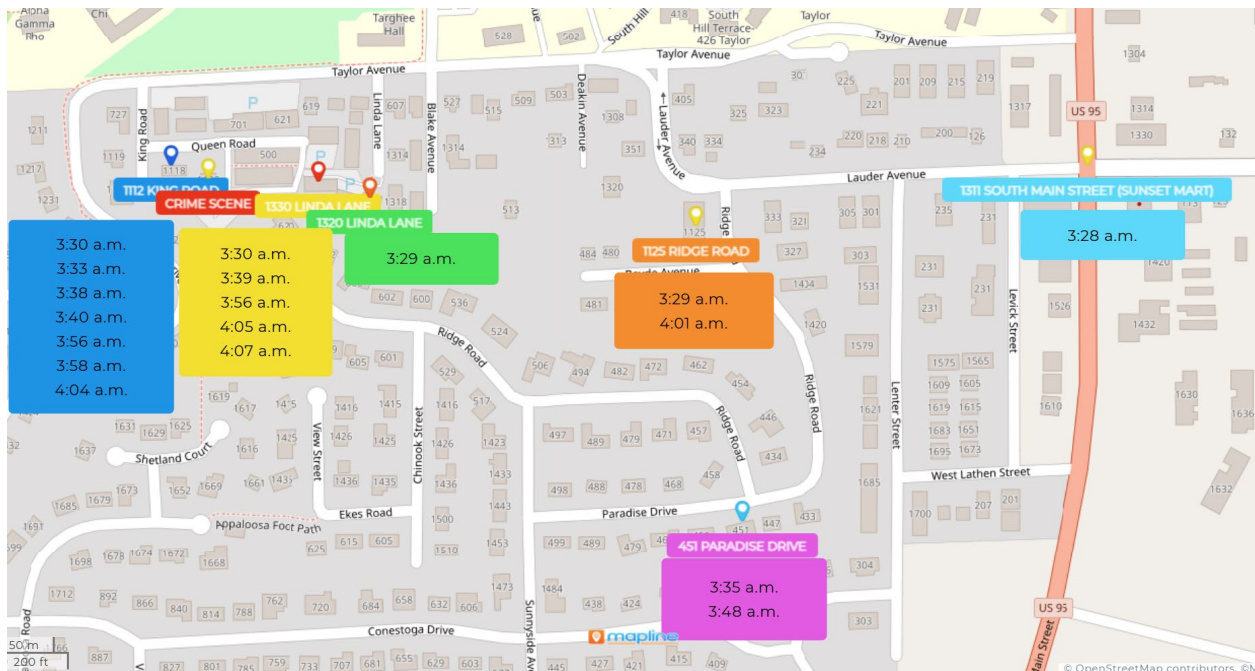 Alpha
Gamma
Rho
Chi
Targhee
Hall
528
502
South Hill
418
South
Hill Terrace
426 Taylor
Taylor
Taylor Avenue
Taylor Avenue
Taylor Avenue
US 95
1304
1211
727
King Road
P
619
Linda Lane
607
Blake Avenue
527
515
509
503
Deakin Avenue
1308
405
Lauder Avenue
325
323
30
225
221
201
209
215
219
1317
1314
1330
132
701
621
1217
1119
Queen Road
1118
500
P
1314
1314
313
351
340
334
234
220
218
210
200
126
1231
1318
513
1320
Lauder Avenue
1112 KING ROAD
CRIME SCENE
1330 LINDA LANE
1320 LINDA LANE
1311 SOUTH MAIN STREET (SUNSET MART)
3:28 a.m.
1125
1125 RIDGE ROAD
Ridge
333
321
305
301
235
231
3:30 a.m.
3:33 a.m.
3:38 a.m.
3:40 a.m.
3:56 a.m.
3:58 a.m.
4:04 a.m.
3:30 a.m.
3:39 a.m.
3:56 a.m.
4:05 a.m.
4:07 a.m.
3:29 a.m.
484
480
327
303
231
231
231
1420
3:29 a.m.
4:01 a.m.
602
600
536
481
1404
1531
Levick Street
1526
1432
524
Ridge Road
1420
1579
605
601
529
506
494
482
472
462
454
1575
1565
1619
1617
1415
1416
1415
1416
517
Ridge Road
446
Ridge Road
1621
Lenter Street
1609
1605
1619
1615
1610
1630
1636
32
1631
1629
1625
1637
Shetland Court
1616
1425
View Street
1426
1425
Chinook Street
1426
1423
497
489
479
471
457
434
1683
1651
1695
1673
1679
1652
1669
1661
1435
1436
1435
1436
1433
1443
498
488
478
468
458
1685
West Lathen Street
1632
1685
1691
Appaloosa Foot Path
Ekes Road
1500
Paradise Drive
451
447
433
1700
207
201
699
1698
1678
1674
1672
1668
625
615
605
1510
1453
499
489
479
451 PARADISE DRIVE
3:35 a.m.
3:48 a.m.
304
1712
892
866
840
814
788
762
720
684
658
632
606
1473
1484
438
424
303
US 95
Conestoga Drive
Sunnyside Av
mapline
Main Street
50 m
200 ft
887
827
801
785
759
733
707
681
655
629
603
445
427
421
415
409
© OpenStreetMap contributors, ©M